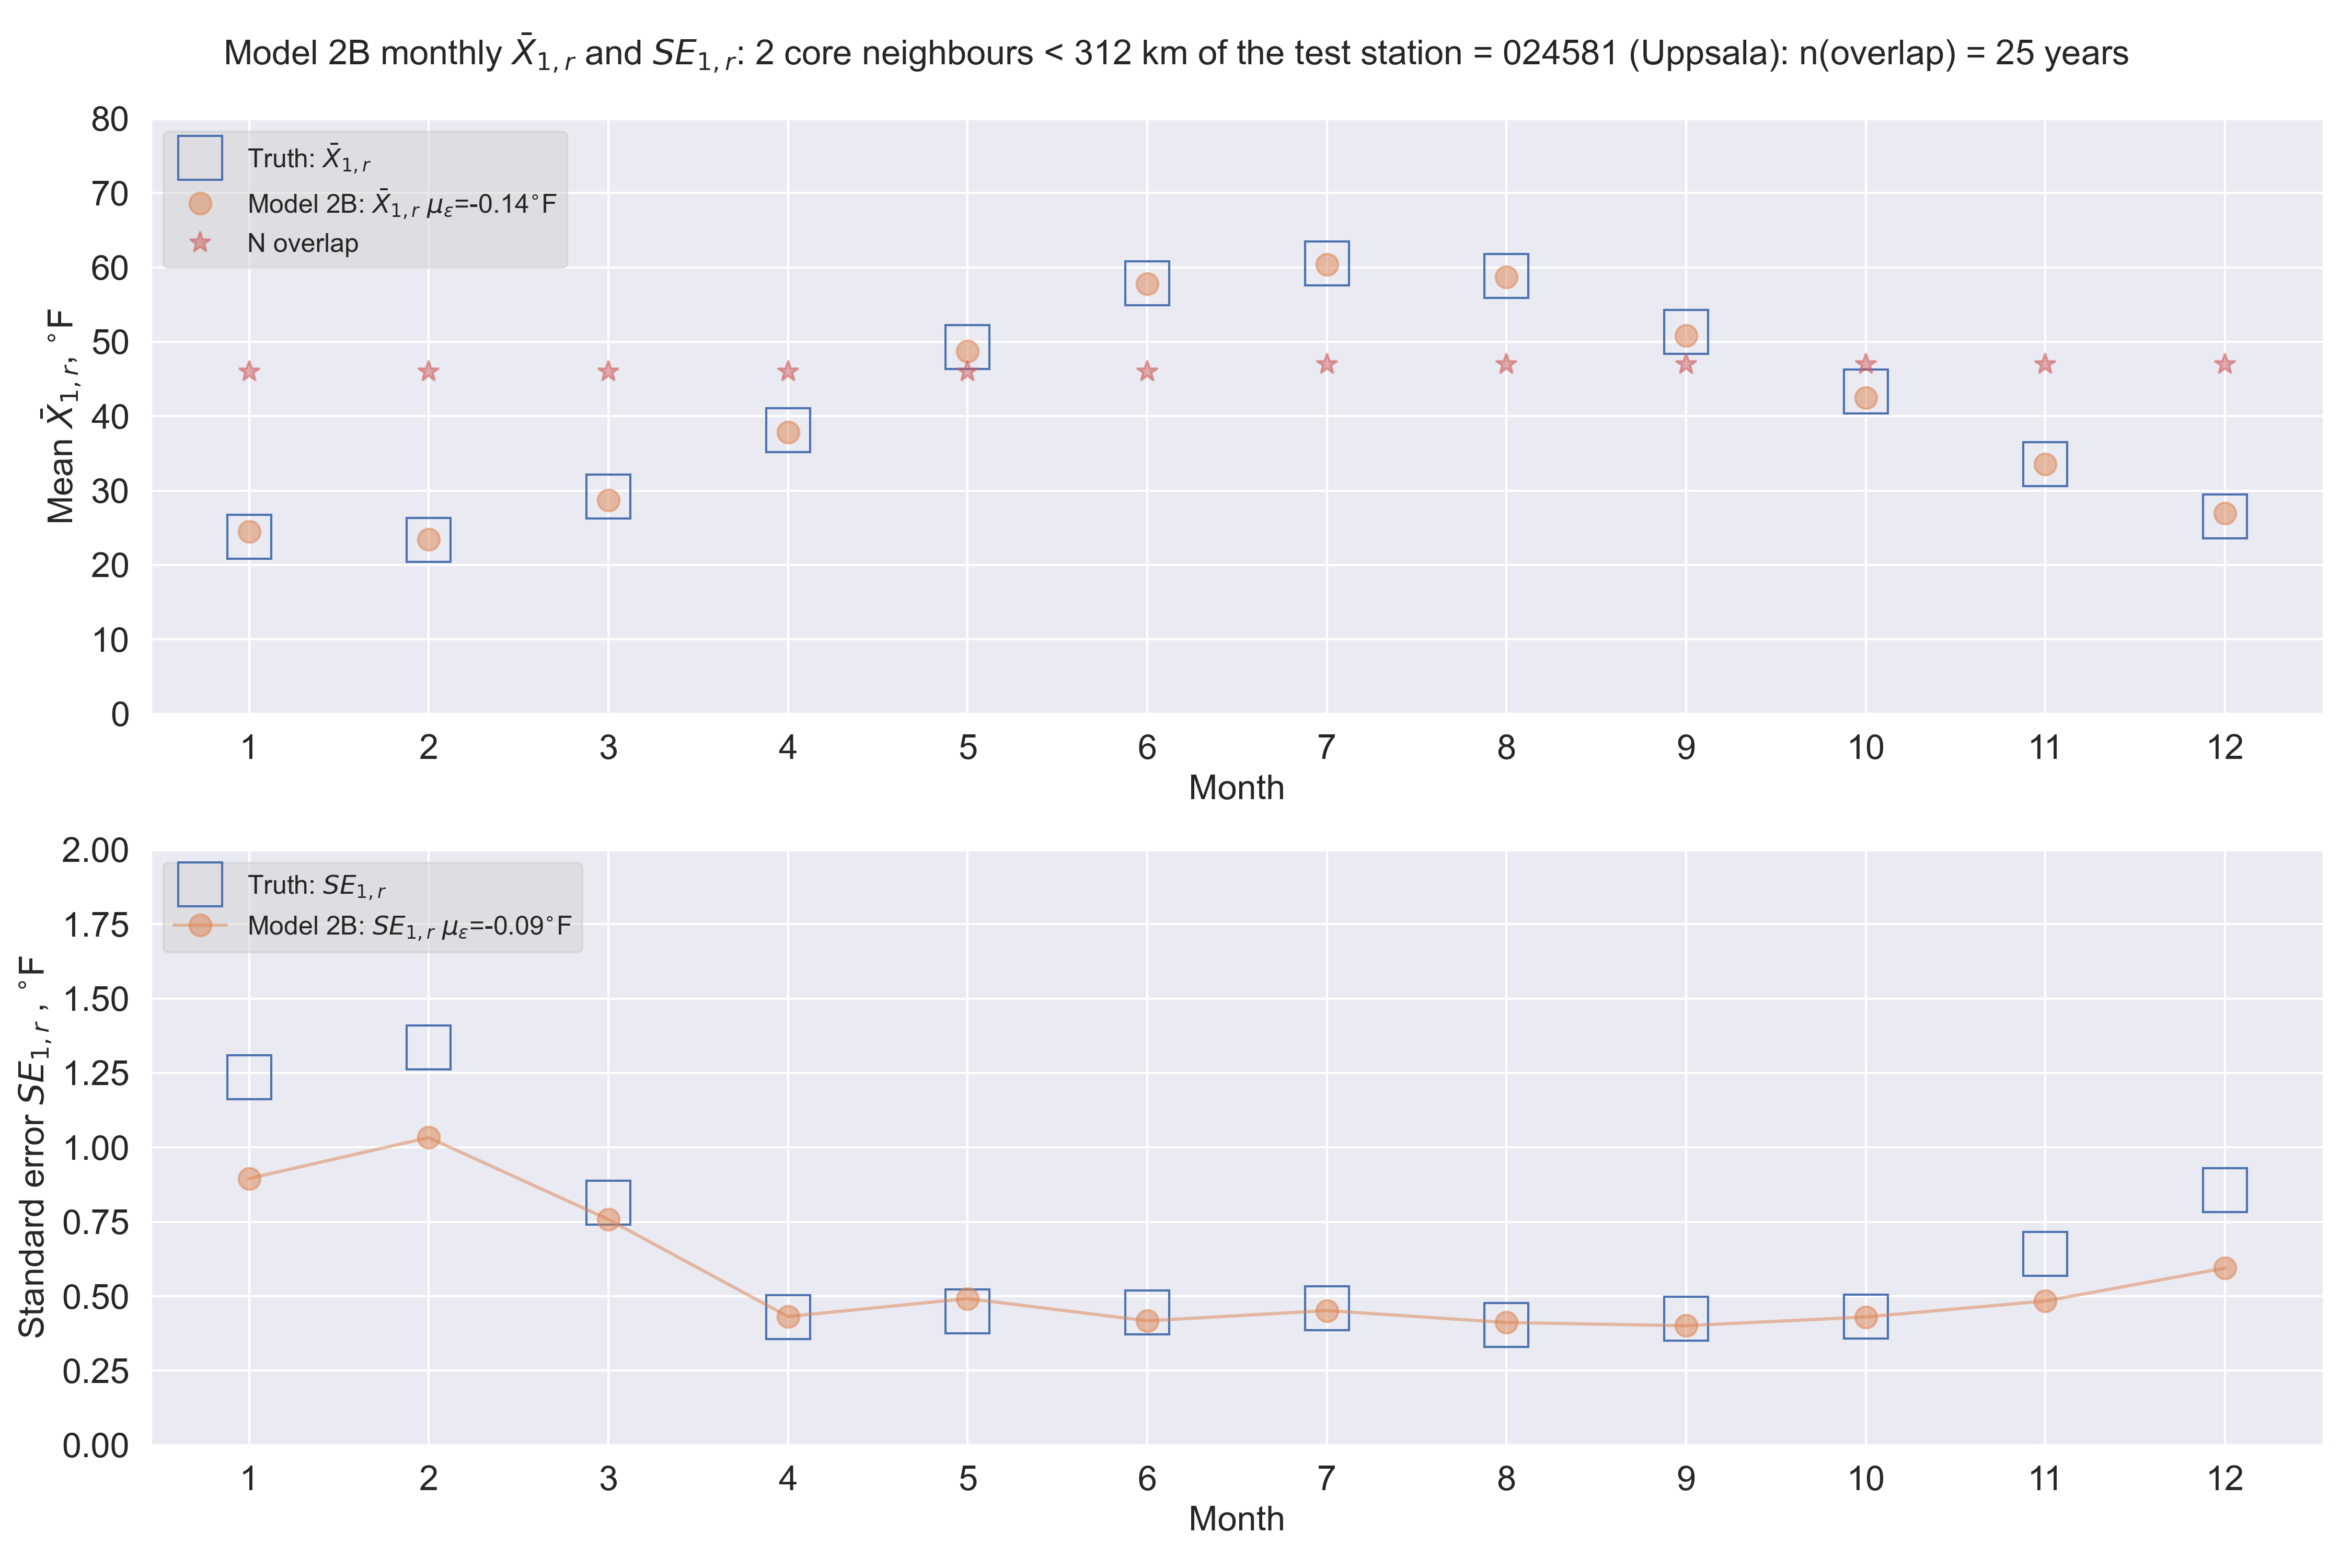 Model 2B monthly X̄₁,ᵣ and SE₁,ᵣ: 2 core neighbours < 312 km of the test station = 024581 (Uppsala): n(overlap) = 25 years
Truth: X̄₁,ᵣ
Model 2B: X̄₁,ᵣ με=-0.14°F
N overlap
Mean X̄₁,ᵣ, °F
80
70
60
50
40
30
20
10
0
1 2 3 4 5 6 7 8 9 10 11 12
Month
Truth: SE₁,ᵣ
Model 2B: SE₁,ᵣ με=-0.09°F
Standard error SE₁,ᵣ, °F
2.00
1.75
1.50
1.25
1.00
0.75
0.50
0.25
0.00
1 2 3 4 5 6 7 8 9 10 11 12
Month